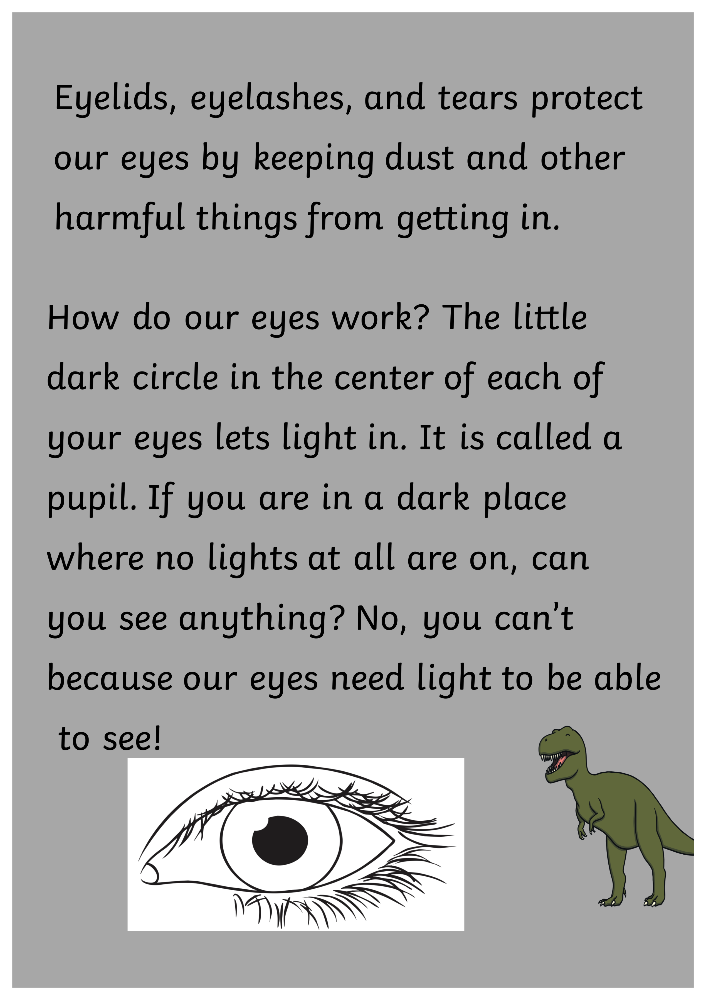 Eyelids, eyelashes, and tears protect
our eyes by keeping dust and other
harmful things from getting in.
How do our eyes work? The little
dark circle in the center of each of
your eyes lets light in. It is called a
pupil. If you are in a dark place
where no lights at all are on, can
you see anything? No, you can’t
because our eyes need light to be able
to see!